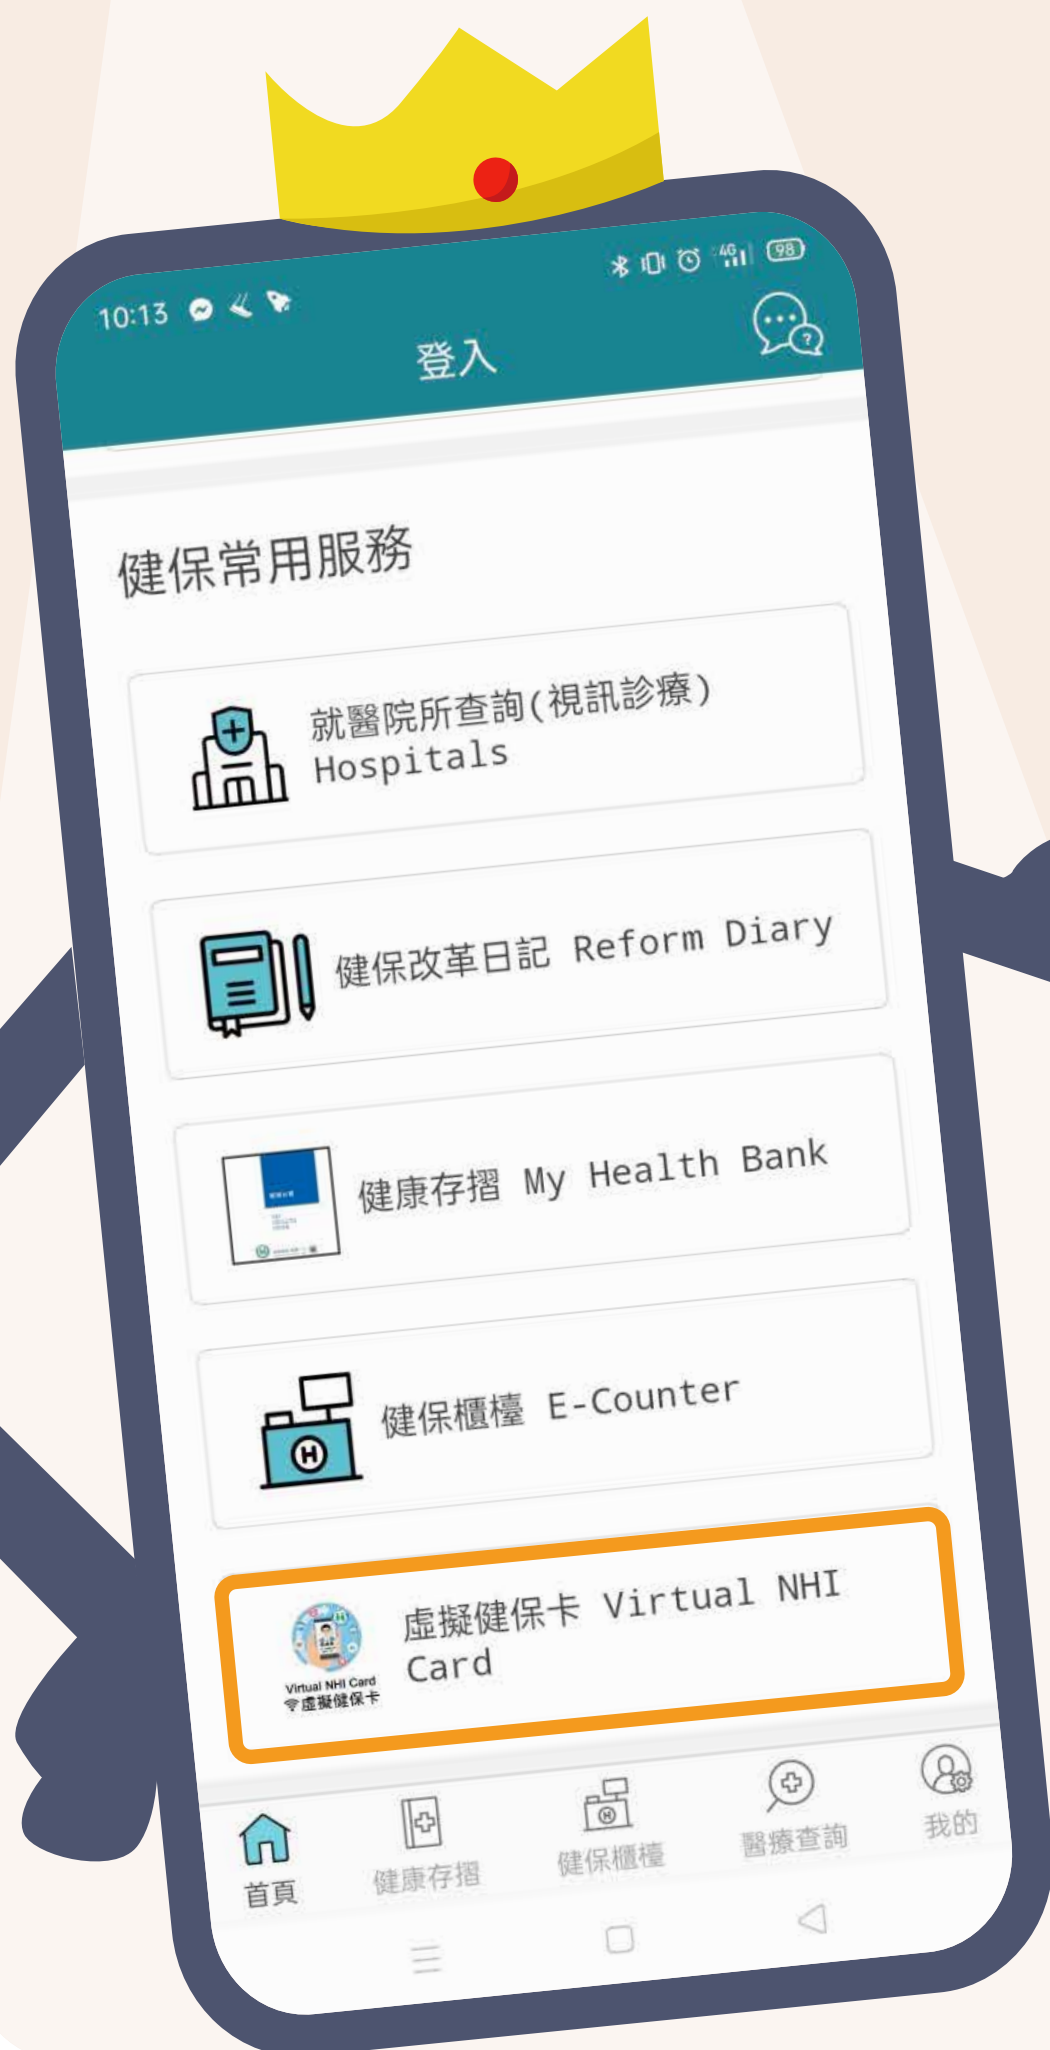 10:13
4G
98
登入
?
健保常用服務
就醫院所查詢(視訊診療)
Hospitals
健保改革日記 Reform Diary
健康存摺 My Health Bank
健保櫃檯 E-Counter
H
虛擬健保卡 Virtual NHI
Card
Virtual NHI Card
虛擬健保卡
首頁
健康存摺
健保櫃檯
醫療查詢
我的